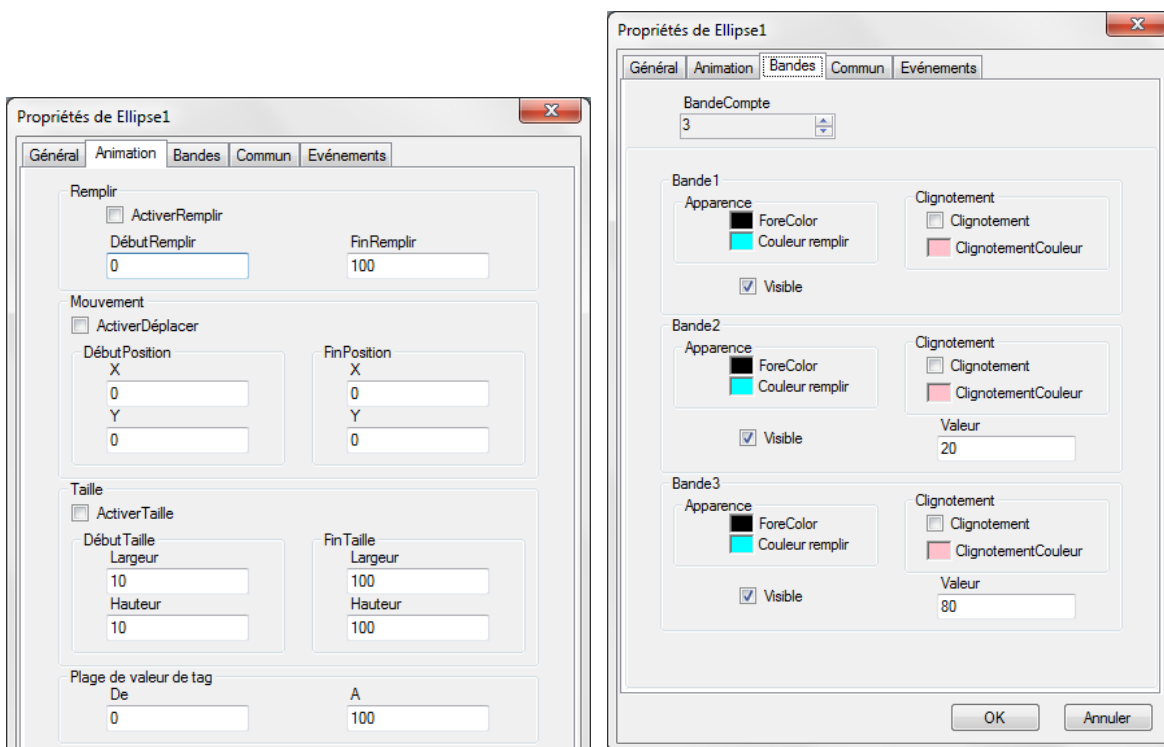 Propriétés de Ellipse1
Général Animation Bandes Commun Evénements
Remplir
ActiverRemplir
DébutRemplir FinRemplir
0 100
Mouvement
ActiverDéplacer
DébutPosition FinPosition
X X
0 0
Y Y
0 0
Taille
ActiverTaille
DébutTaille FinTaille
Largeur Largeur
10 100
Hauteur Hauteur
10 100
Plage de valeur de tag
De A
0 100
Propriétés de Ellipse1
Général Animation Bandes Commun Evénements
BandeCompte
3
Bande1
Apparence Clignotement
ForeColor Clignotement
Couleur remplir ClignotementCouleur
Visible
Bande2
Apparence Clignotement
ForeColor Clignotement
Couleur remplir ClignotementCouleur
Visible Valeur
20
Bande3
Apparence Clignotement
ForeColor Clignotement
Couleur remplir ClignotementCouleur
Visible Valeur
80
OK Annuler